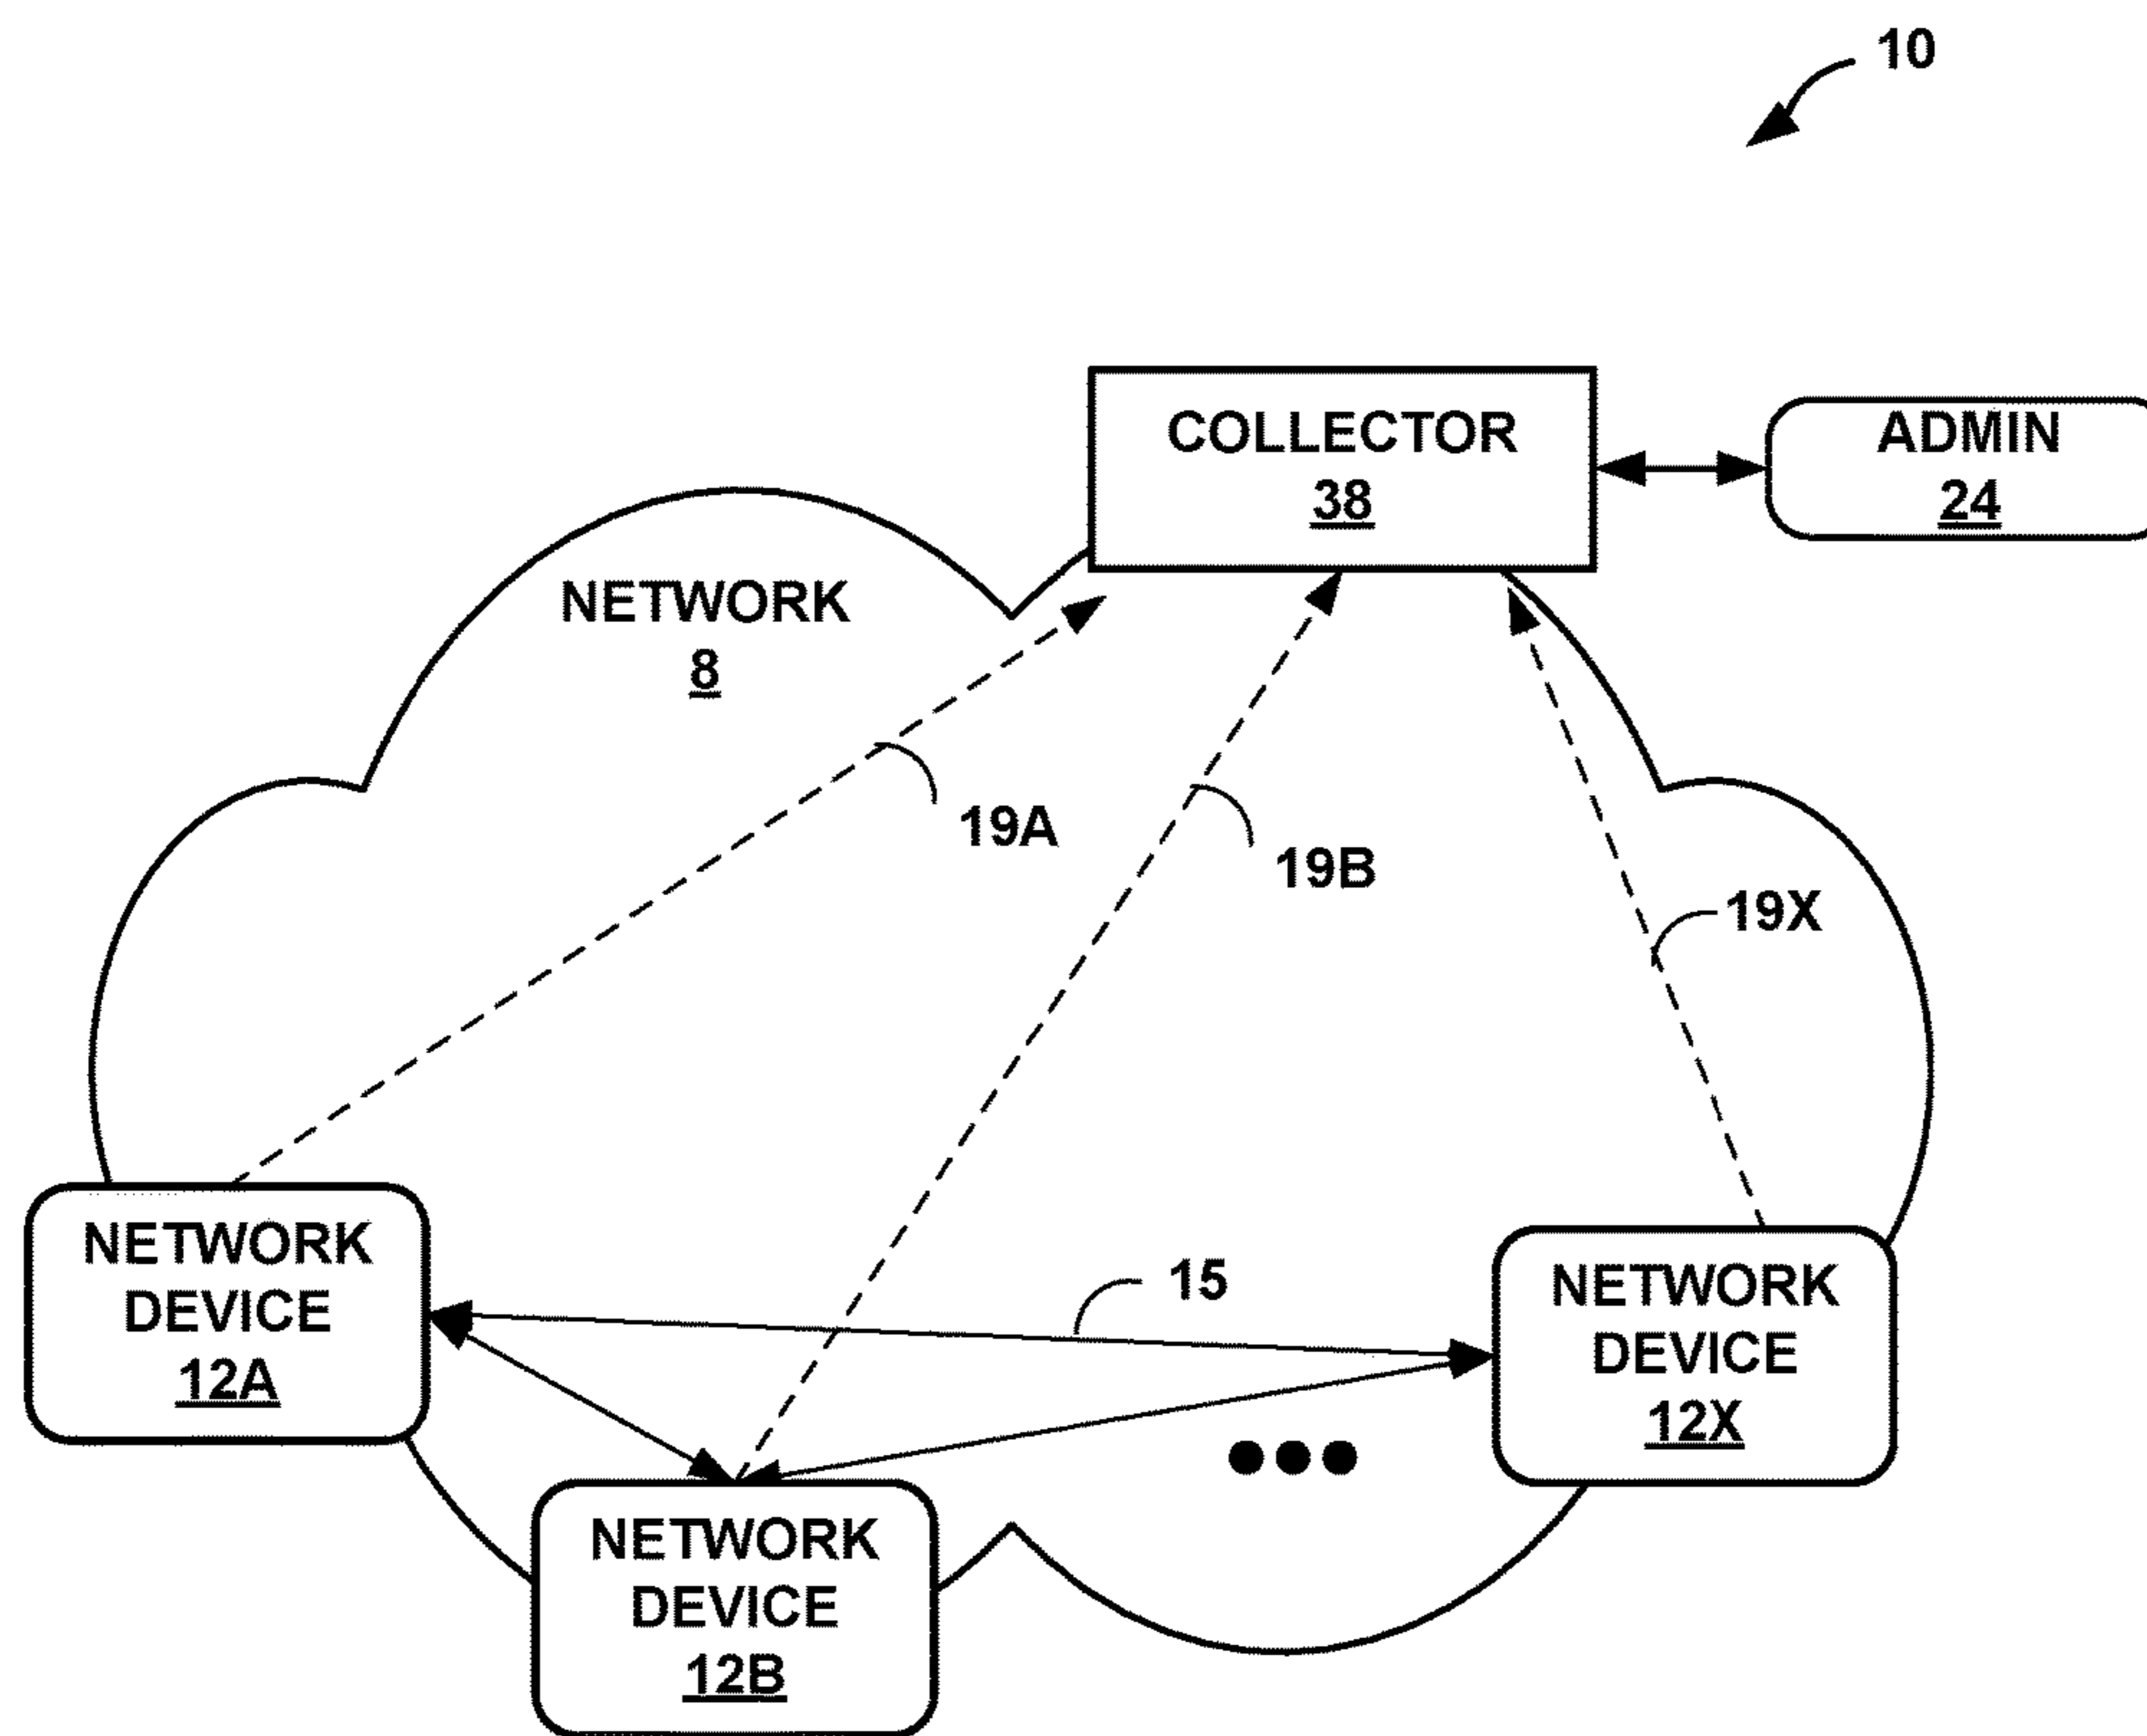 10
COLLECTOR
38
ADMIN
24
NETWORK
8
19A
19B
19X
NETWORK
DEVICE
12A
15
NETWORK
DEVICE
12X
NETWORK
DEVICE
12B